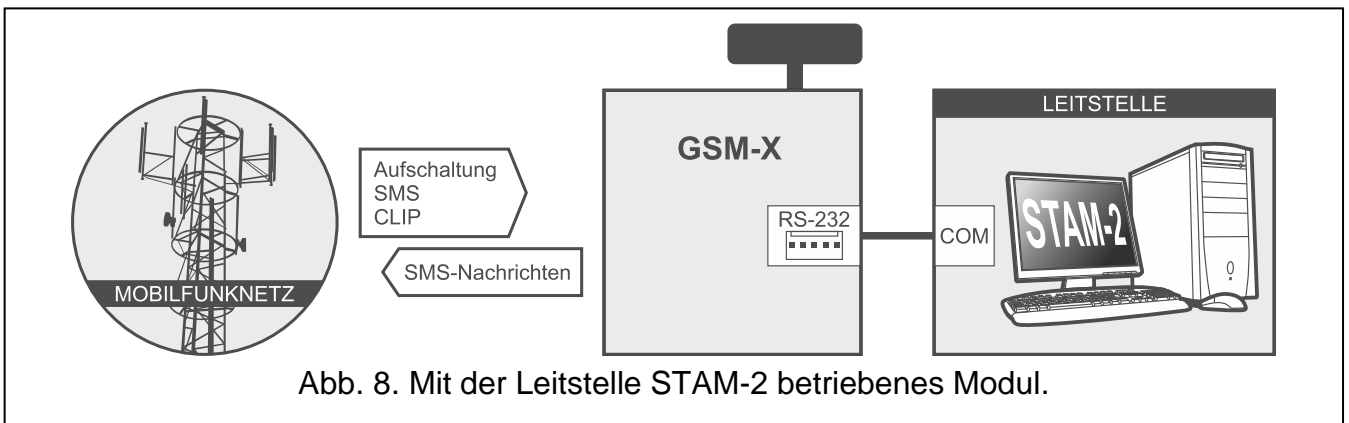 MOBILFUNKNETZ
Aufschaltung
SMS
CLIP
SMS-Nachrichten
GSM-X
RS-232
COM
LEITSTELLE
STAM-2
Abb. 8. Mit der Leitstelle STAM-2 betriebenes Modul.